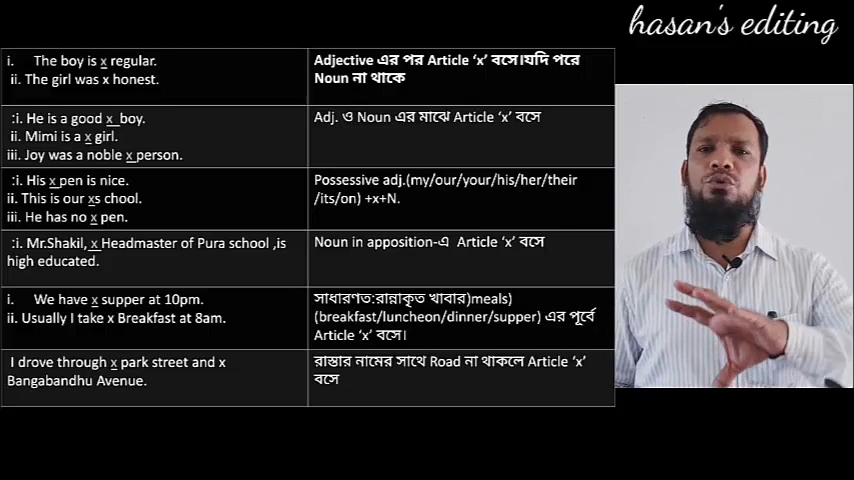 hasan's editing
i. The boy is x regular.
ii. The girl was x honest.
Adjective এর পর Article ‘x’ বসে।যদি পরে
Noun না থাকে
:i. He is a good x boy.
ii. Mimi is a x girl.
iii. Joy was a noble x person.
Adj. ও Noun এর মাঝে Article ‘x’ বসে
:i. His x pen is nice.
ii. This is our xs chool.
iii. He has no x pen.
Possessive adj.(my/our/your/his/her/their
/its/on) +x+N.
:i. Mr.Shakil, x Headmaster of Pura school ,is
high educated.
Noun in apposition-এ Article ‘x’ বসে
i. We have x supper at 10pm.
ii. Usually I take x Breakfast at 8am.
সাধারণত:রান্নাকৃত খাবার)meals)
(breakfast/luncheon/dinner/supper) এর পূর্বে
Article ‘x’ বসে।
I drove through x park street and x
Bangabandhu Avenue.
রাস্তার নামের সাথে Road না থাকলে Article ‘x’
বসে